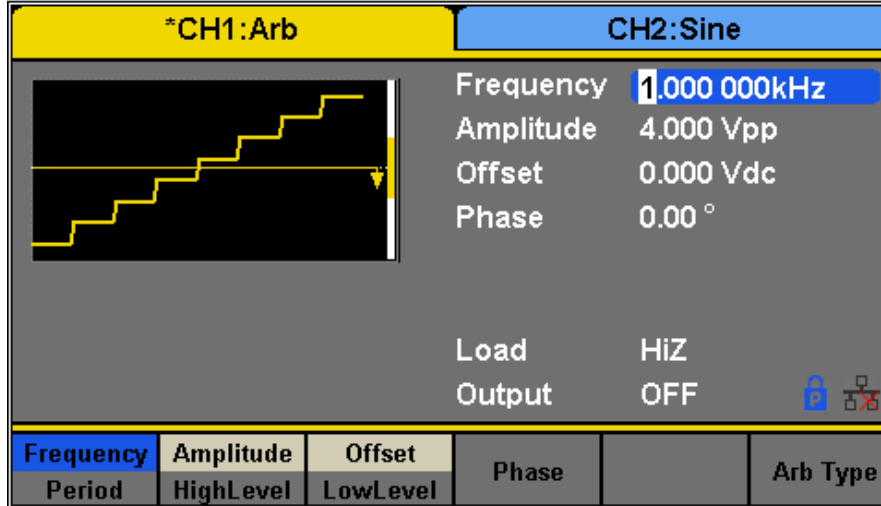 *CH1:Arb CH2:Sine
Frequency 1.000 000kHz
Amplitude 4.000 Vpp
Offset 0.000 Vdc
Phase 0.00 °
Load HiZ
Output OFF
P
Frequency Amplitude Offset Phase Arb Type
Period HighLevel LowLevel